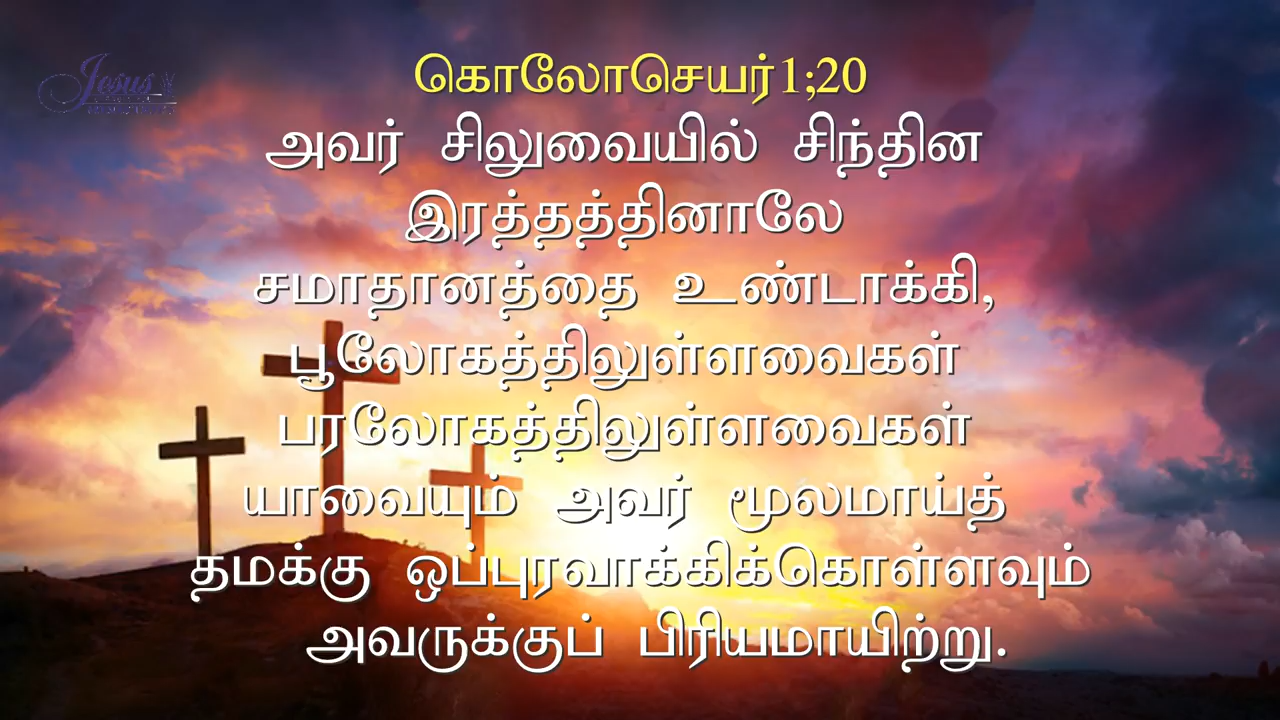 Jesus
கொலோசெயர்1;20
அவர் சிலுவையில் சிந்தின
இரத்தத்தினாலே
சமாதானத்தை உண்டாக்கி,
பூலோகத்திலுள்ளவைகள்
பரலோகத்திலுள்ளவைகள்
யாவையும் அவர் மூலமாய்த்
தமக்கு ஒப்புரவாக்கிக்கொள்ளவும்
அவருக்குப் பிரியமாயிற்று.